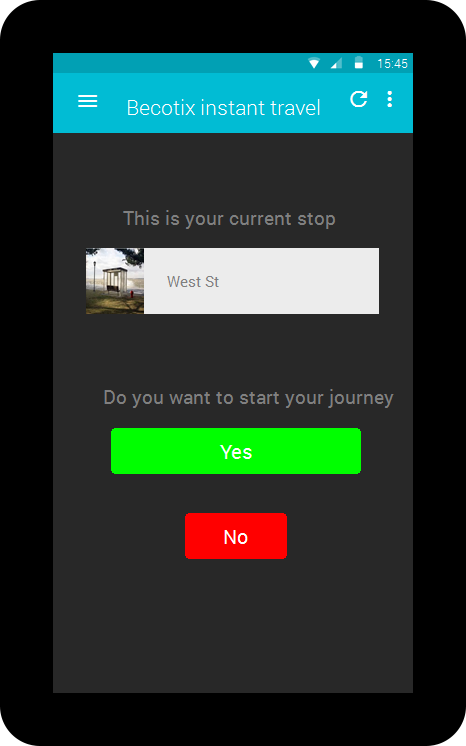 15:45
Becotix instant travel
This is your current stop
West St
Do you want to start your journey
Yes
No